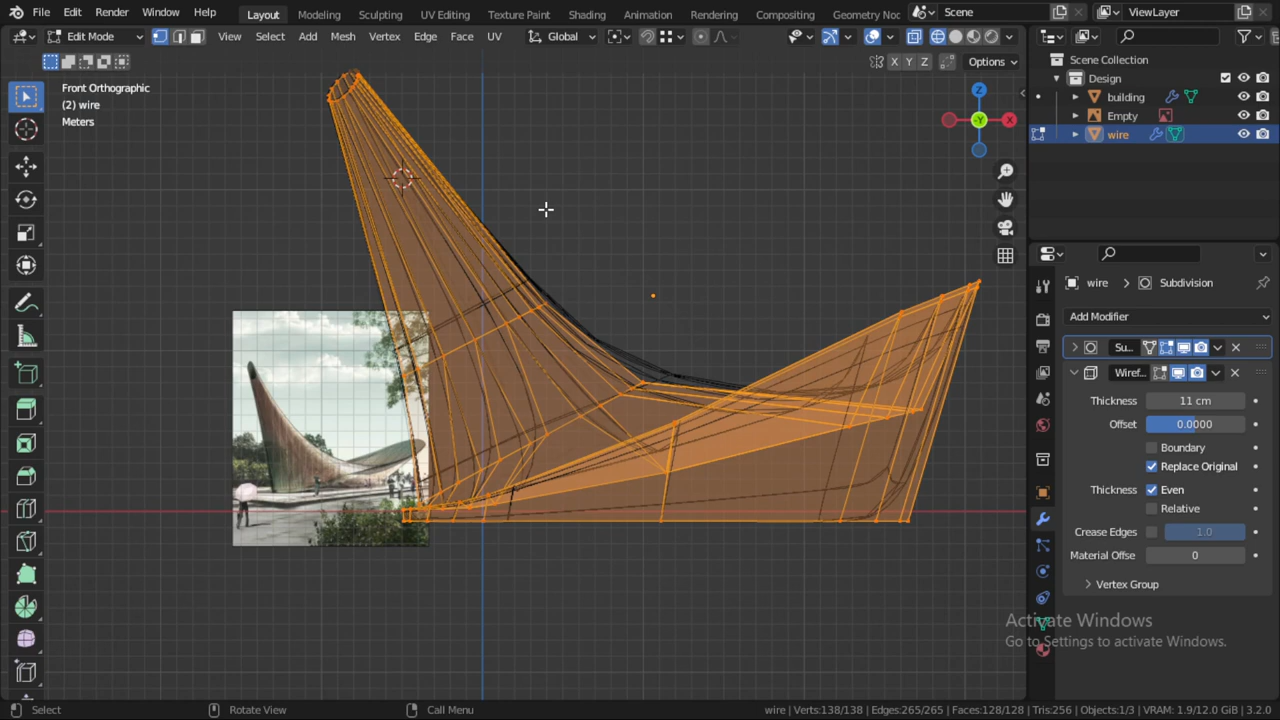 File Edit Render Window Help Layout Modeling Sculpting UV Editing Texture Paint Shading Animation Rendering Compositing Geometry Noc Scene ViewLayer
Edit Mode View Select Add Mesh Vertex Edge Face UV Global
X Y Z Options
Front Orthographic
(2) wire
Meters
Z
-Y X
Scene Collection
Design
building
Empty
wire
wire > Subdivision
Add Modifier
Su...
Wiref...
Thickness 11 cm
Offset 0.0000
Boundary
Replace Original
Thickness Even
Relative
Crease Edges 1.0
Material Offse 0
Vertex Group
Activate Windows
Go to Settings to activate Windows.
Select Rotate View Call Menu wire | Verts:138/138 | Edges:265/265 | Faces:128/128 | Tris:256 | Objects:1/3 | VRAM: 1.9/12.0 GiB | 3.2.0